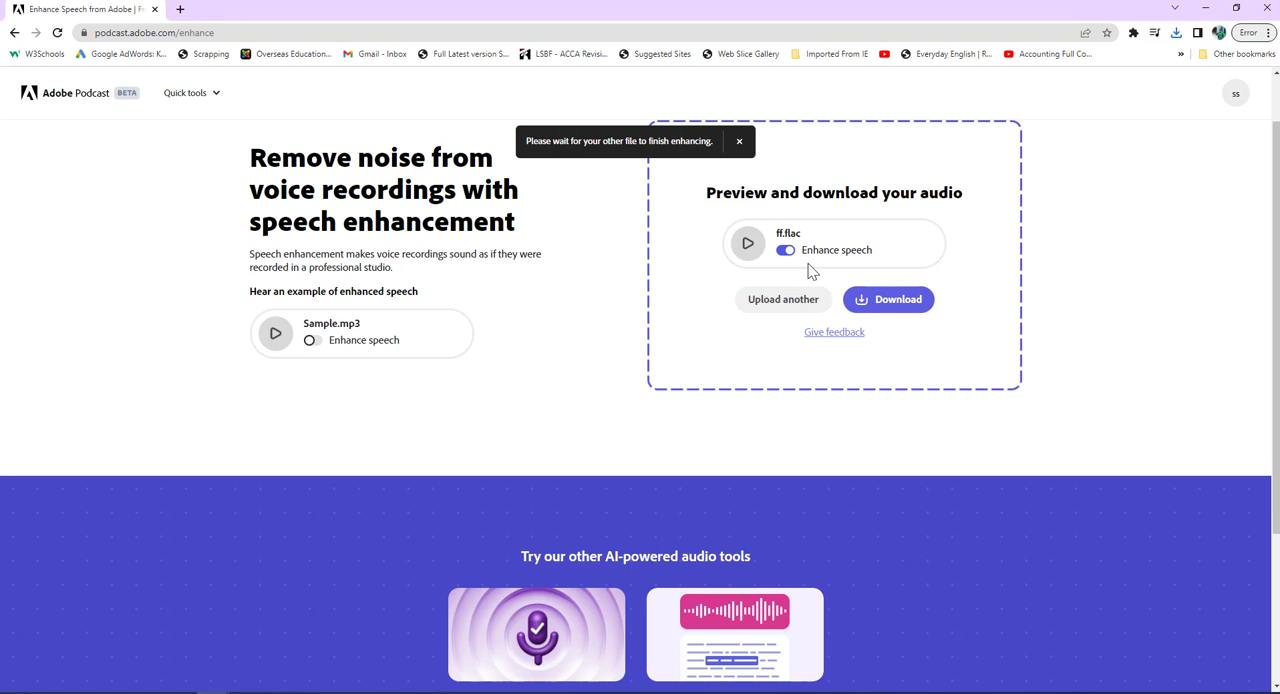 Enhance Speech from Adobe | Fr
podcast.adobe.com/enhance
Error
W3Schools
Google AdWords: K...
Scrapping
Overseas Education...
Gmail - Inbox
Full Latest version S...
LSBF - ACCA Revisi...
Suggested Sites
Web Slice Gallery
Imported From IE
Everyday English | R...
Accounting Full Co...
»
Other bookmarks
Adobe Podcast BETA
Quick tools
ss
Please wait for your other file to finish enhancing.
Remove noise from
voice recordings with
speech enhancement
Speech enhancement makes voice recordings sound as if they were
recorded in a professional studio.
Hear an example of enhanced speech
Sample.mp3
Enhance speech
Preview and download your audio
ff.flac
Enhance speech
Upload another
Download
Give feedback
Try our other AI-powered audio tools